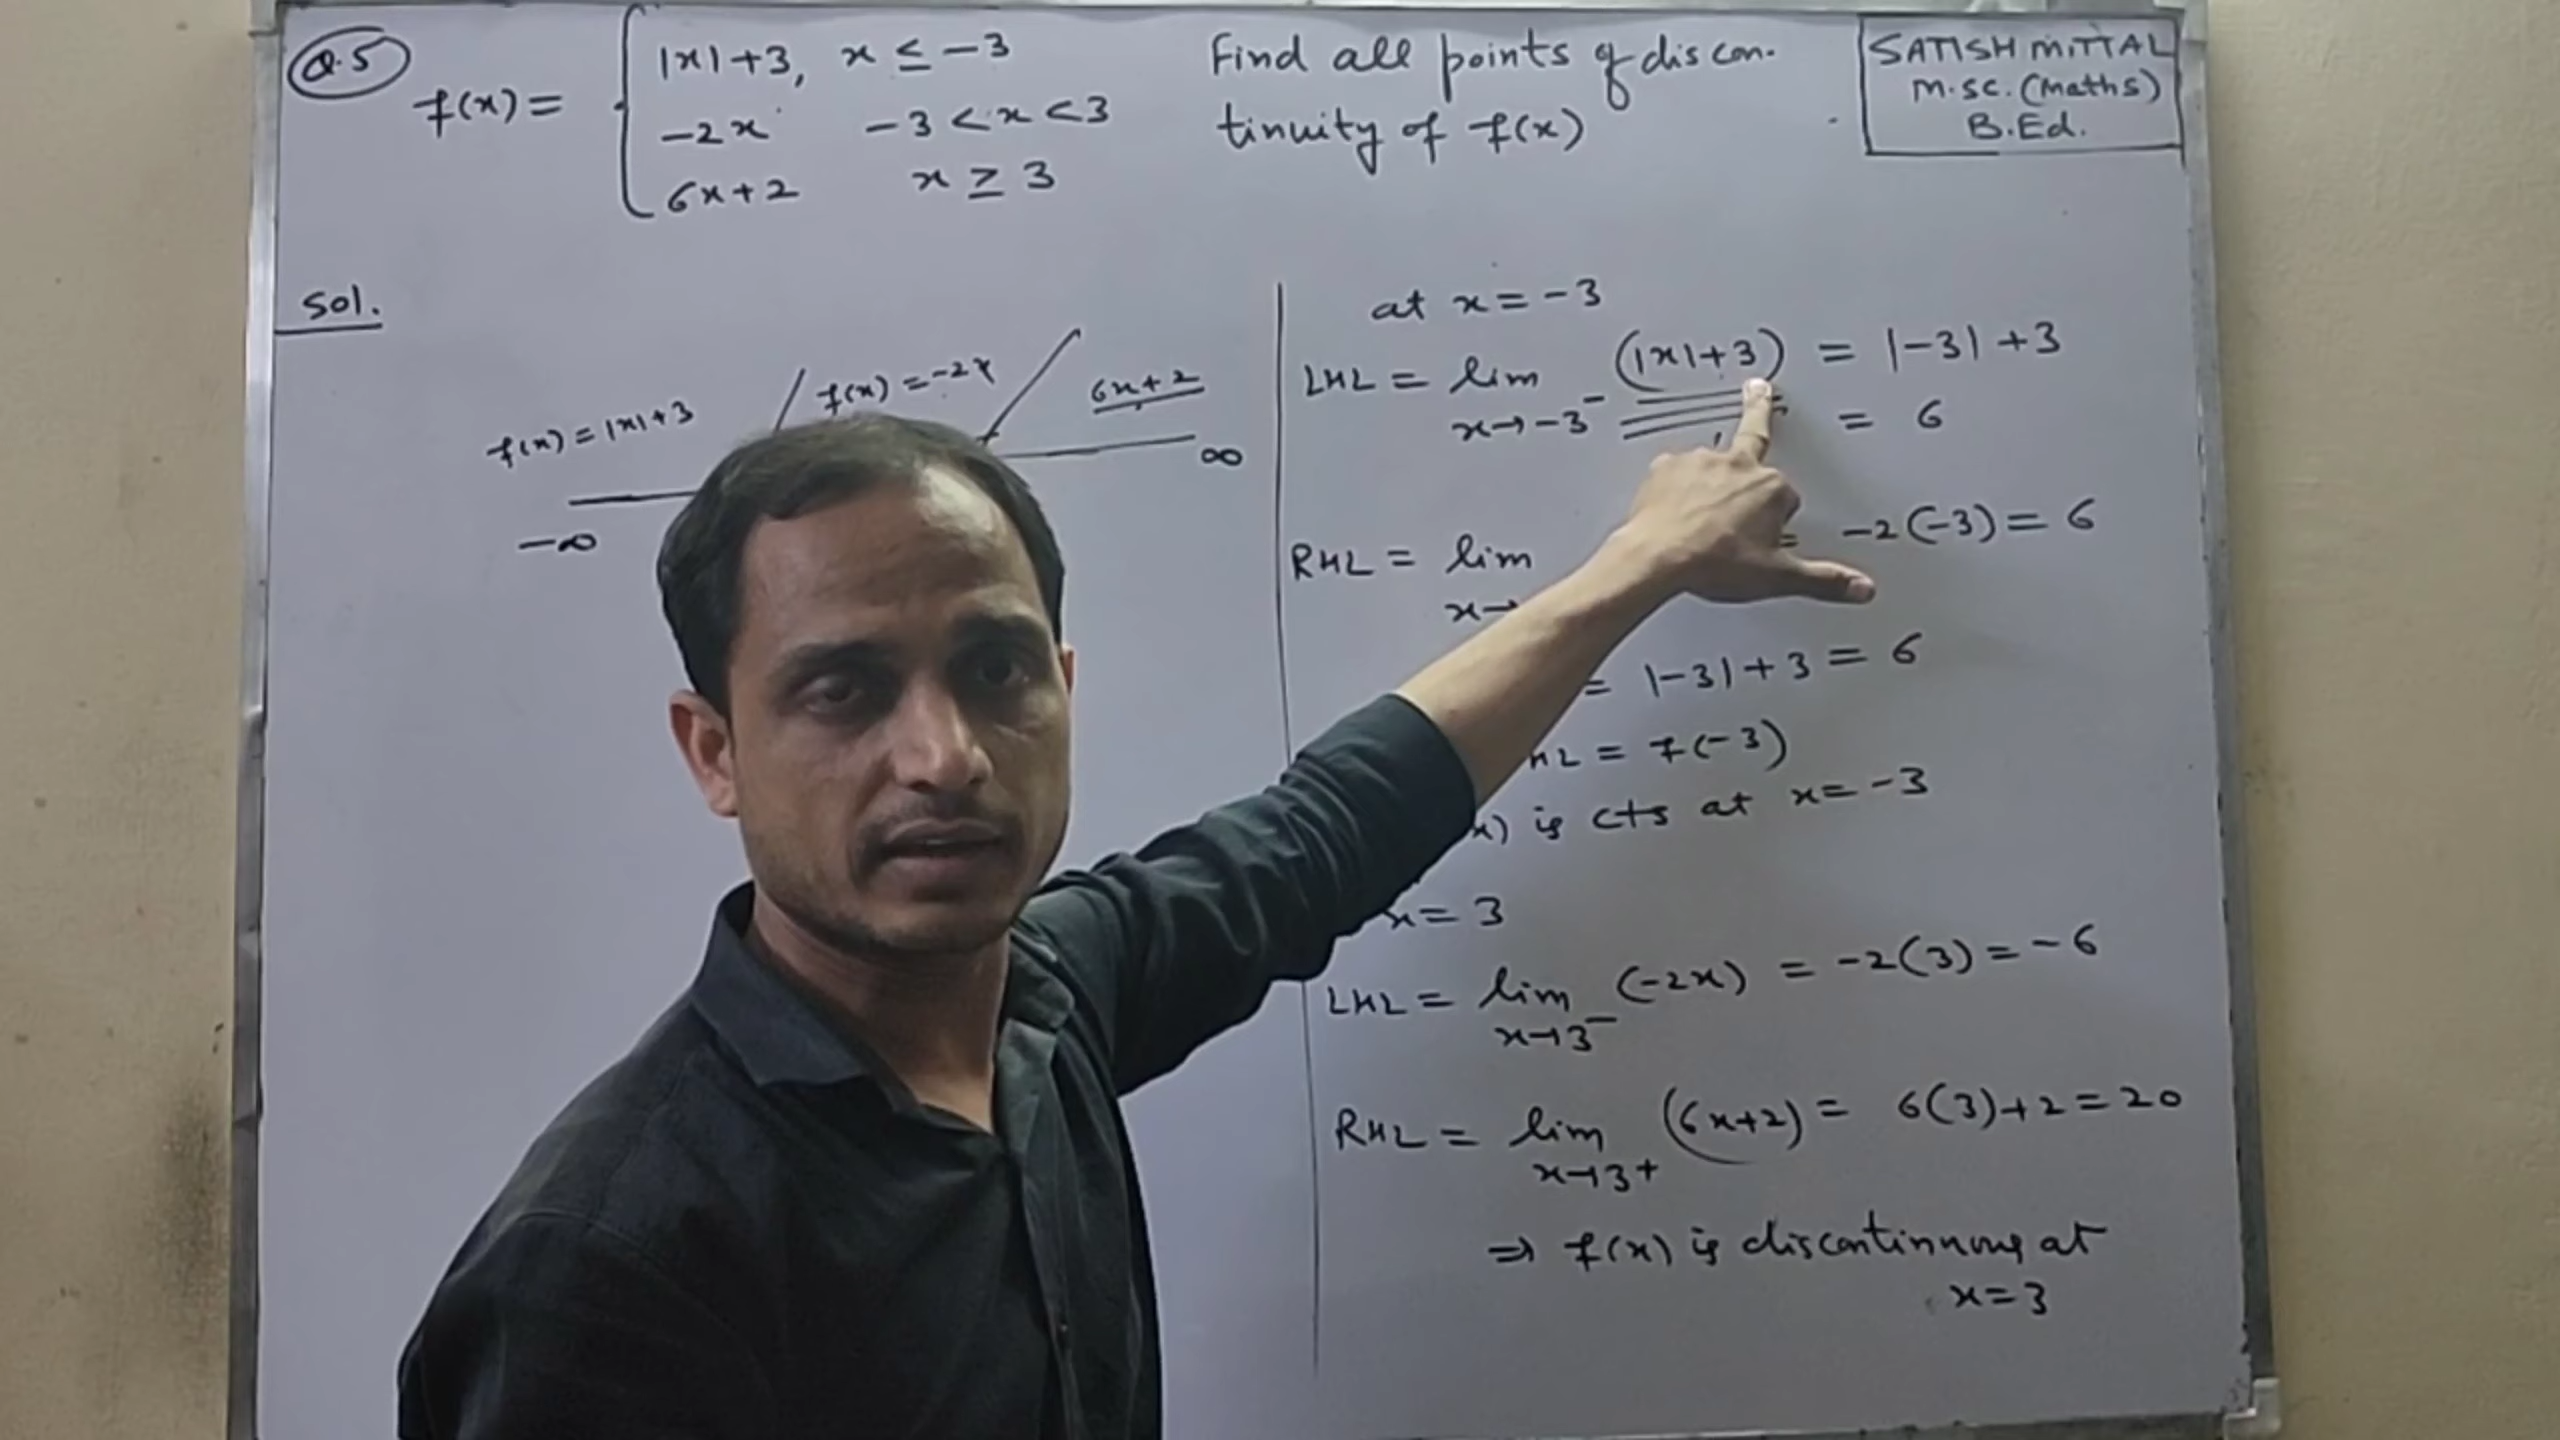 Q.5
f(x) = { |x|+3, x ≤ -3
-2x -3 < x < 3
6x+2 x ≥ 3
Find all points of discon-
tinuity of f(x)
SATISH MITTAL
M.SC. (Maths)
B.Ed.
Sol.
f(x) = |x|+3 f(x) = -2x 6x+2
-∞ ∞
at x = -3
LHL = lim (|x|+3) = |-3| +3
x→-3⁻ = 6
RHL = lim = -2(-3) = 6
x→
= |-3|+3 = 6
HL = f(-3)
x) is cts at x = -3
x = 3
LHL = lim (-2x) = -2(3) = -6
x→3⁻
RHL = lim (6x+2) = 6(3)+2 = 20
x→3+
⇒ f(x) is discontinuous at
x = 3